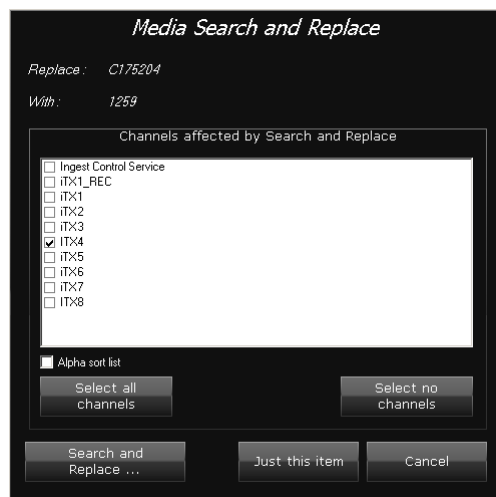 Media Search and Replace
Replace : C175204
With : 1259
Channels affected by Search and Replace
Ingest Control Service
iTX1_REC
iTX1
iTX2
iTX3
ITX4
iTX5
iTX6
iTX7
ITX8
Alpha sort list
Select all
channels
Select no
channels
Search and
Replace ...
Just this item
Cancel